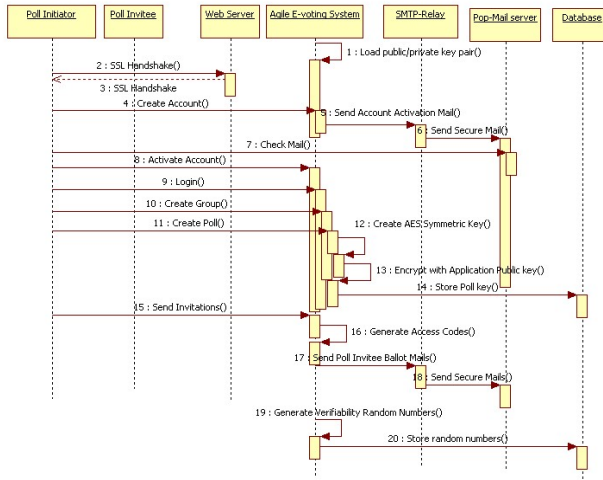 Poll Initiator
Poll Invitee
Web Server
Agile E-voting System
SMTP-Relay
Pop-Mail server
Database
1 : Load public/private key pair()
2 : SSL Handshake()
3 : SSL Handshake
4 : Create Account()
5 : Send Account Activation Mail()
6 : Send Secure Mail()
7 : Check Mail()
8 : Activate Account()
9 : Login()
10 : Create Group()
11 : Create Poll()
12 : Create AES Symmetric Key()
13 : Encrypt with Application Public key()
14 : Store Poll key()
15 : Send Invitations()
16 : Generate Access Codes()
17 : Send Poll Invitee Ballot Mails()
18 : Send Secure Mails()
19 : Generate Verifiability Random Numbers()
20 : Store random numbers()